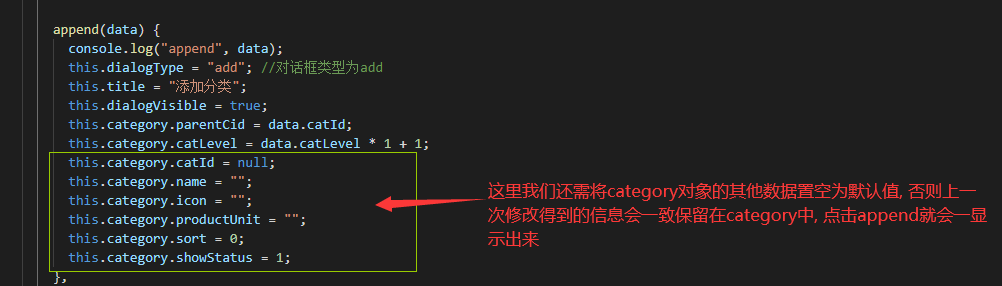 append(data) {
console.log("append", data);
this.dialogType = "add"; //对话框类型为add
this.title = "添加分类";
this.dialogVisible = true;
this.category.parentCid = data.catId;
this.category.catLevel = data.catLevel * 1 + 1;
this.category.catId = null;
this.category.name = "";
this.category.icon = "";
this.category.productUnit = "";
this.category.sort = 0;
this.category.showStatus = 1;
},
这里我们还需将category对象的其他数据置空为默认值, 否则上一
次修改得到的信息会一致保留在category中, 点击append就会一显
示出来